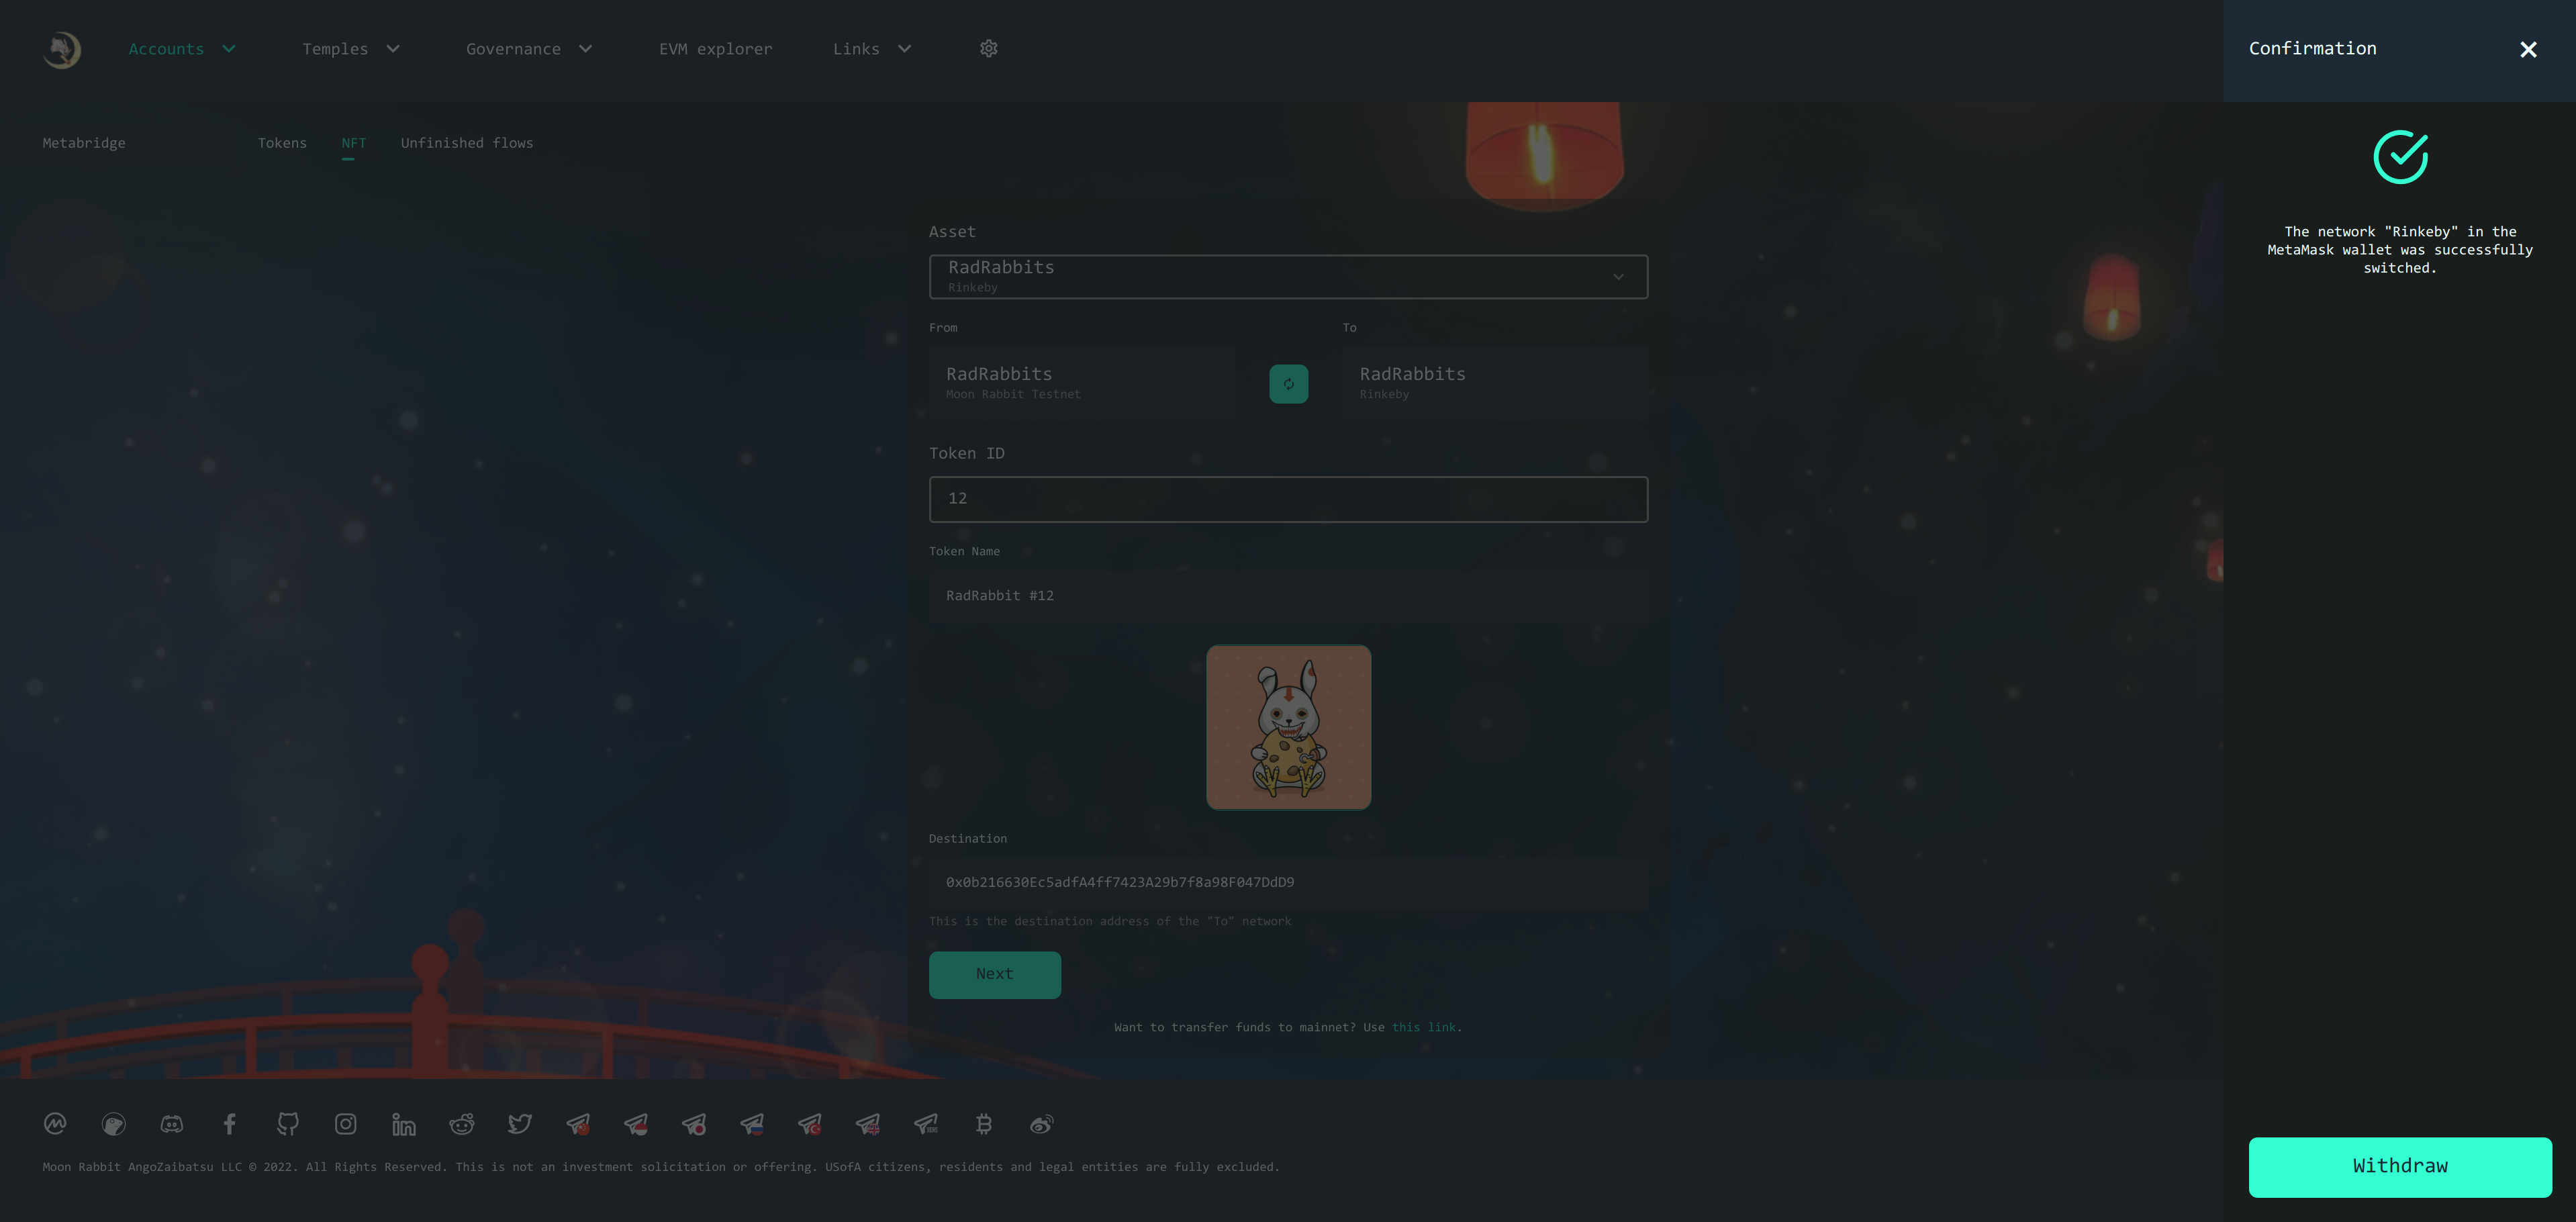 Accounts
Temples
Governance
EVM explorer
Links
Confirmation
Metabridge
Tokens
NFT
Unfinished flows
The network "Rinkeby" in the
MetaMask wallet was successfully
switched.
Asset
RadRabbits
Rinkeby
From
To
RadRabbits
Moon Rabbit Testnet
RadRabbits
Rinkeby
Token ID
12
Token Name
RadRabbit #12
Destination
0x0b216630Ec5adfA4ff7423A29b7f8a98F047DdD9
This is the destination address of the "To" network
Next
Want to transfer funds to mainnet? Use this link.
Moon Rabbit AngoZaibatsu LLC © 2022. All Rights Reserved. This is not an investment solicitation or offering. USofA citizens, residents and legal entities are fully excluded.
Withdraw